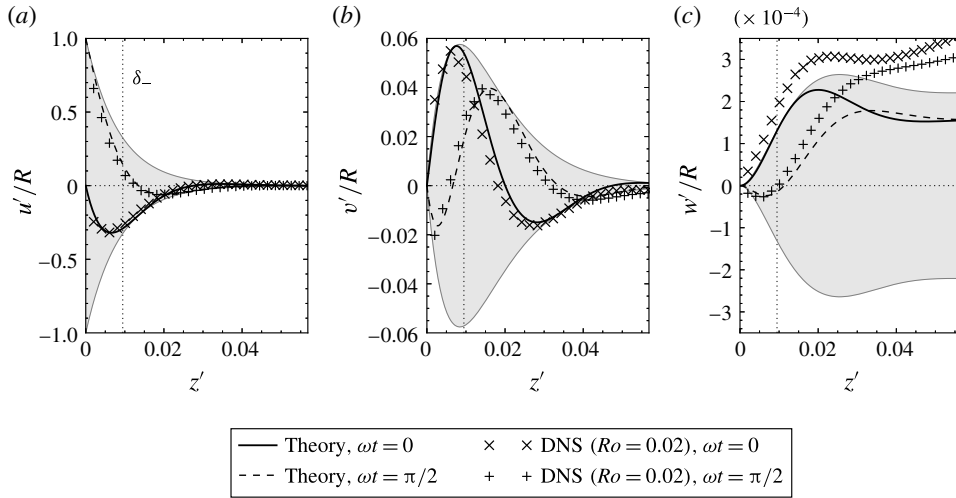 (a) (b) (c) (× 10⁻⁴)
1.0
0.5
0
−0.5
−1.0
u′/R
δ₋
0 0.02 0.04
z′
0.06
0.04
0.02
0
−0.02
−0.04
−0.06
v′/R
0 0.02 0.04
z′
3
2
1
0
−1
−2
−3
w′/R
0 0.02 0.04
z′
Theory, ωt = 0
DNS (Ro = 0.02), ωt = 0
Theory, ωt = π/2
DNS (Ro = 0.02), ωt = π/2